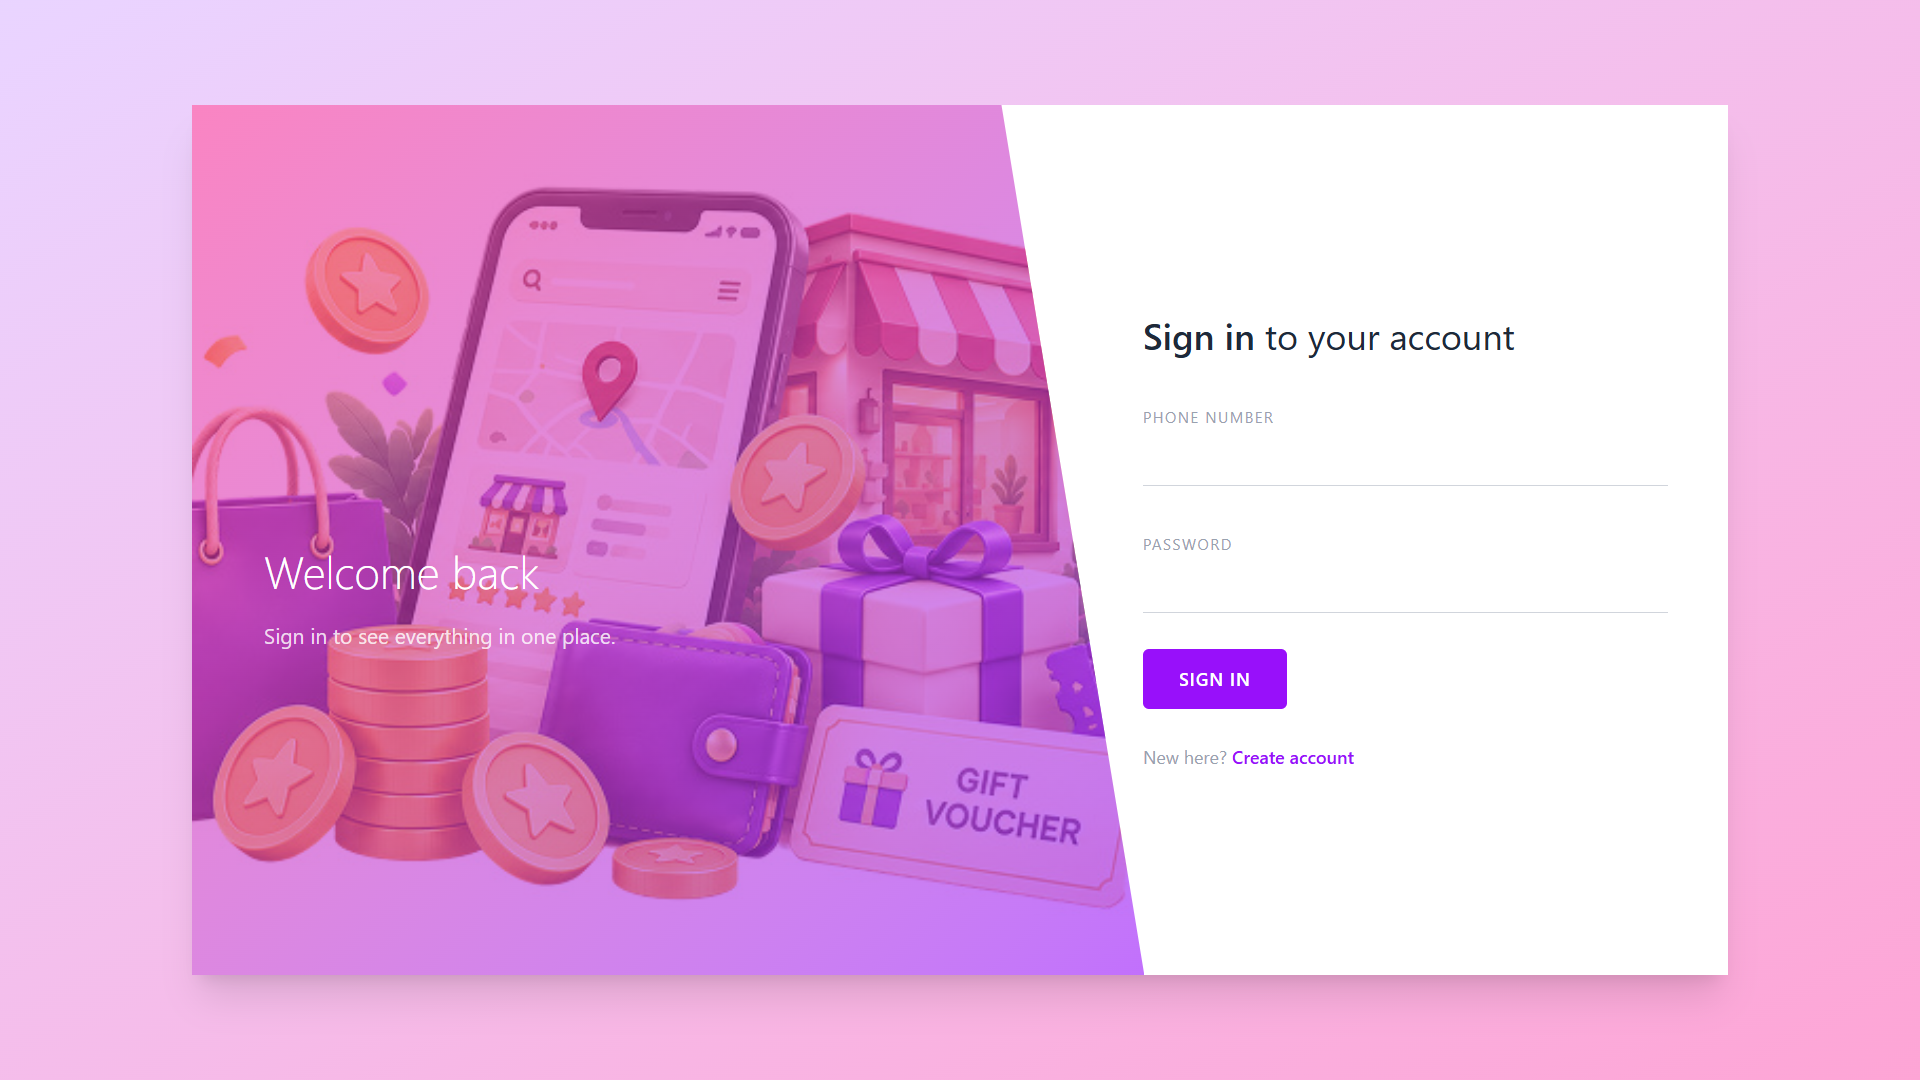 Welcome back
Sign in to see everything in one place.
GIFT
VOUCHER
Sign in to your account
PHONE NUMBER
PASSWORD
SIGN IN
New here? Create account